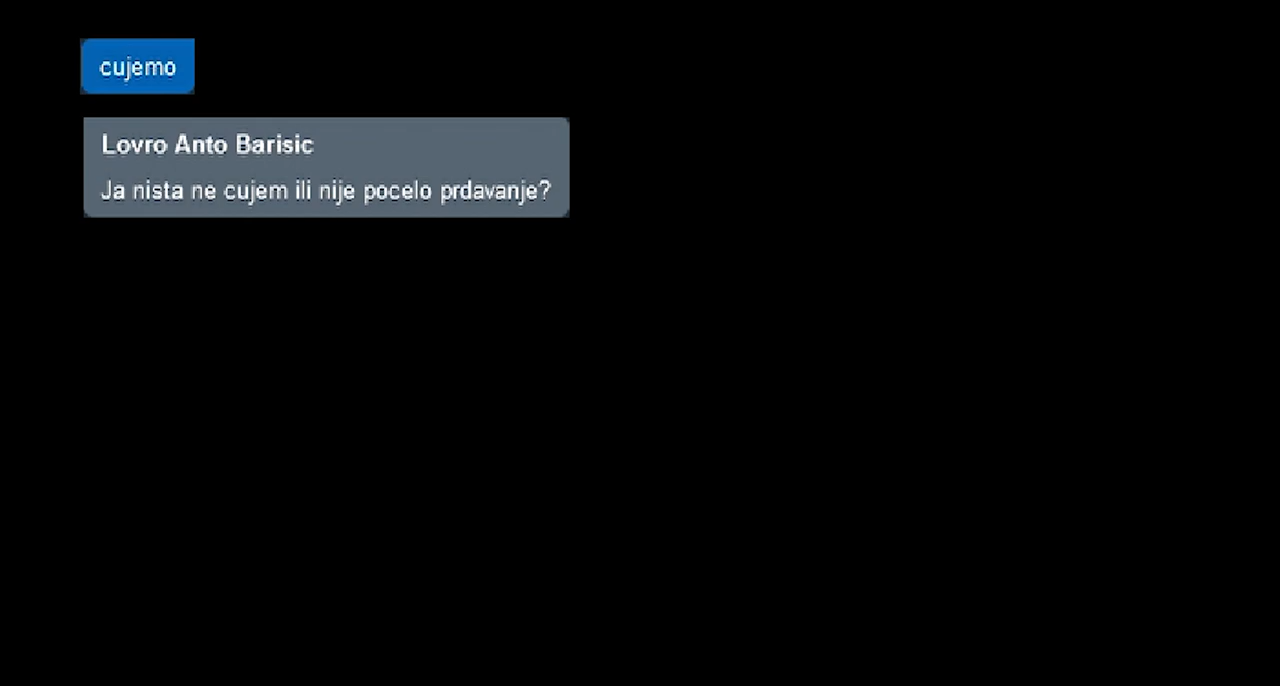 cujemo
Lovro Anto Barisic
Ja nista ne cujem ili nije pocelo prdavanje?